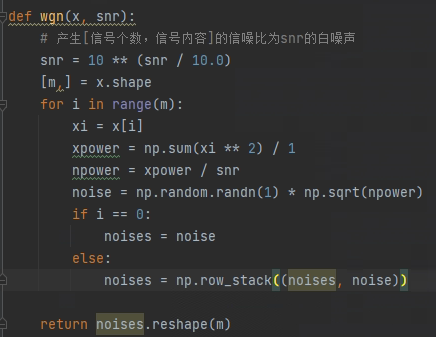 def wgn(x, snr):
    # 产生[信号个数，信号内容]的信噪比为snr的白噪声
    snr = 10 ** (snr / 10.0)
    [m,] = x.shape
    for i in range(m):
        xi = x[i]
        xpower = np.sum(xi ** 2) / 1
        npower = xpower / snr
        noise = np.random.randn(1) * np.sqrt(npower)
        if i == 0:
            noises = noise
        else:
            noises = np.row_stack((noises, noise))
    return noises.reshape(m)